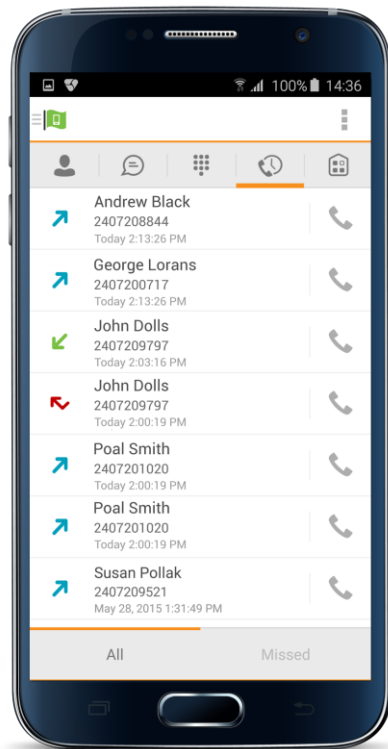 100% 14:36
Andrew Black
2407208844
Today 2:13:26 PM
George Lorans
2407200717
Today 2:13:26 PM
John Dolls
2407209797
Today 2:03:16 PM
John Dolls
2407209797
Today 2:00:19 PM
Poal Smith
2407201020
Today 2:00:19 PM
Poal Smith
2407201020
Today 2:00:19 PM
Susan Pollak
2407209521
May 28, 2015 1:31:49 PM
All Missed